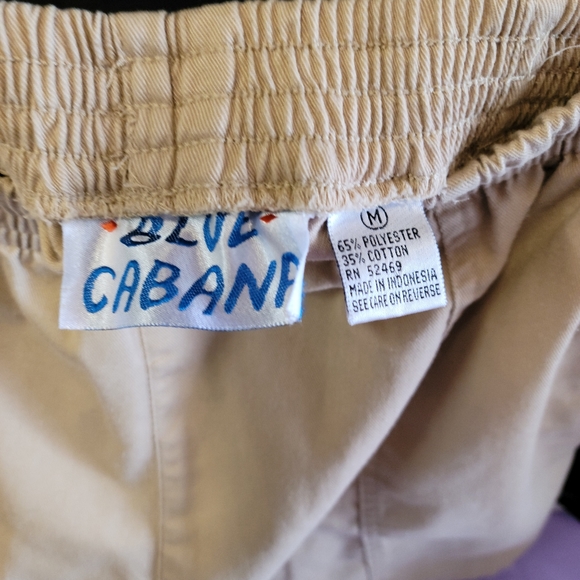 BLUE
CABANA
M
65% POLYESTER
35% COTTON
RN 52469
MADE IN INDONESIA
SEE CARE ON REVERSE